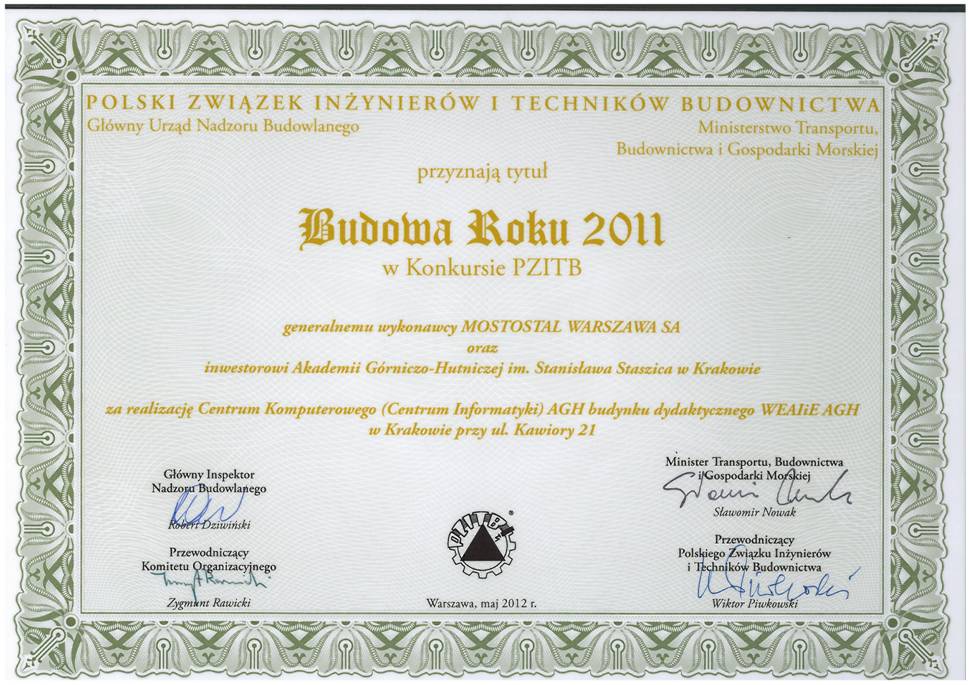 POLSKI ZWIĄZEK INŻYNIERÓW I TECHNIKÓW BUDOWNICTWA
Główny Urząd Nadzoru Budowlanego
Ministerstwo Transportu,
Budownictwa i Gospodarki Morskiej
przyznają tytuł
Budowa Roku 2011
w Konkursie PZITB
generalnemu wykonawcy MOSTOSTAL WARSZAWA SA
oraz
inwestorowi Akademii Górniczo-Hutniczej im. Stanisława Staszica w Krakowie
za realizację Centrum Komputerowego (Centrum Informatyki) AGH budynku dydaktycznego WEAIiE AGH
w Krakowie przy ul. Kawiory 21
Główny Inspektor
Nadzoru Budowlanego
Robert Dziwiński
Przewodniczący
Komitetu Organizacyjnego
Zygmunt Rawicki
PZITB
Warszawa, maj 2012 r.
Minister Transportu, Budownictwa
i Gospodarki Morskiej
Sławomir Nowak
Przewodniczący
Polskiego Związku Inżynierów
i Techników Budownictwa
Wiktor Piwkowski